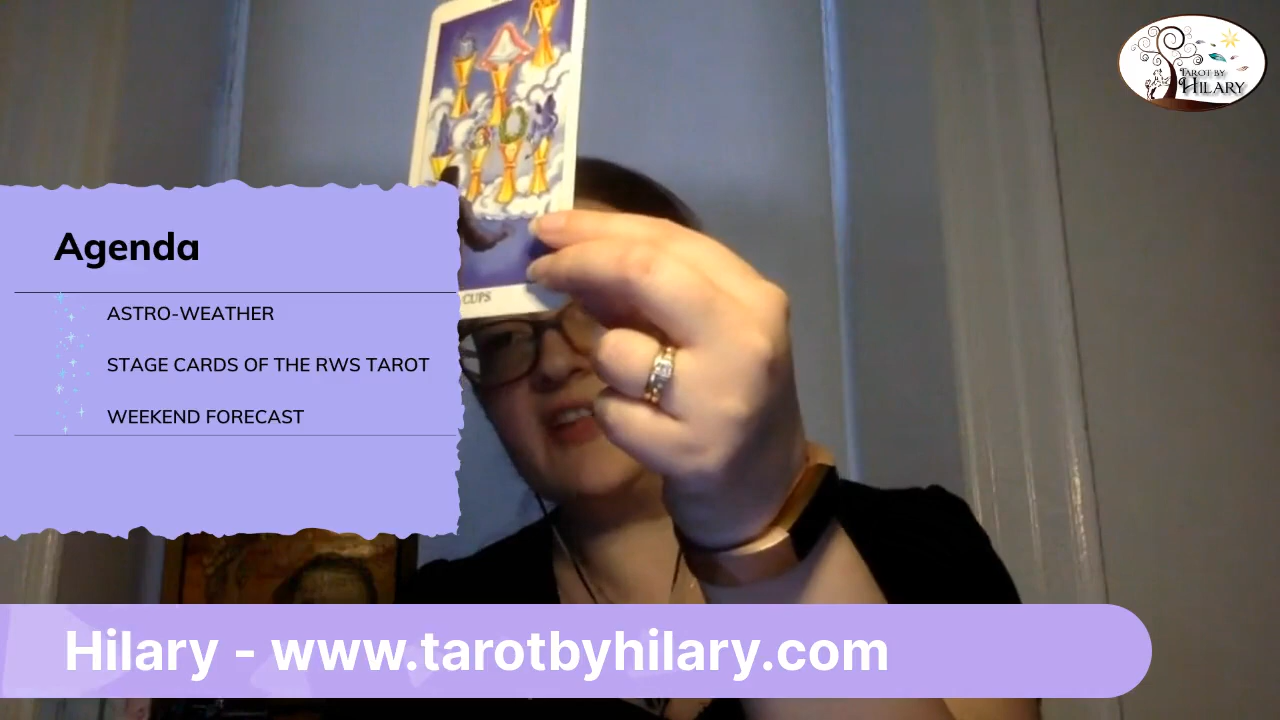 TAROT BY
HILARY
Agenda
CUPS
ASTRO-WEATHER
STAGE CARDS OF THE RWS TAROT
WEEKEND FORECAST
Hilary - www.tarotbyhilary.com